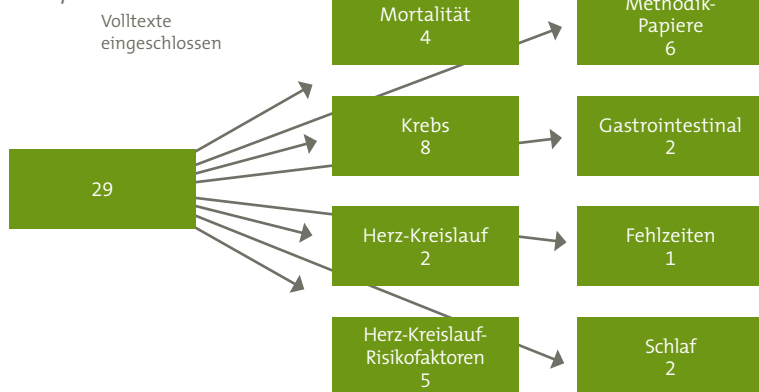 Volltexte
eingeschlossen
29
Mortalität
4
Methodik-
Papiere
6
Krebs
8
Gastrointestinal
2
Herz-Kreislauf
2
Fehlzeiten
1
Herz-Kreislauf-
Risikofaktoren
5
Schlaf
2